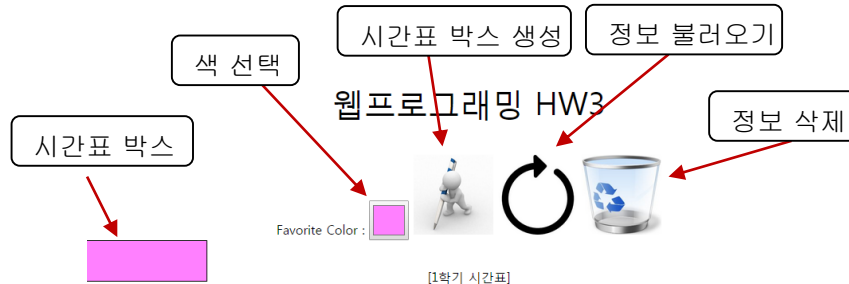 시간표 박스 생성
정보 불러오기
색 선택
웹프로그래밍 HW3
정보 삭제
시간표 박스
Favorite Color :
[1학기 시간표]